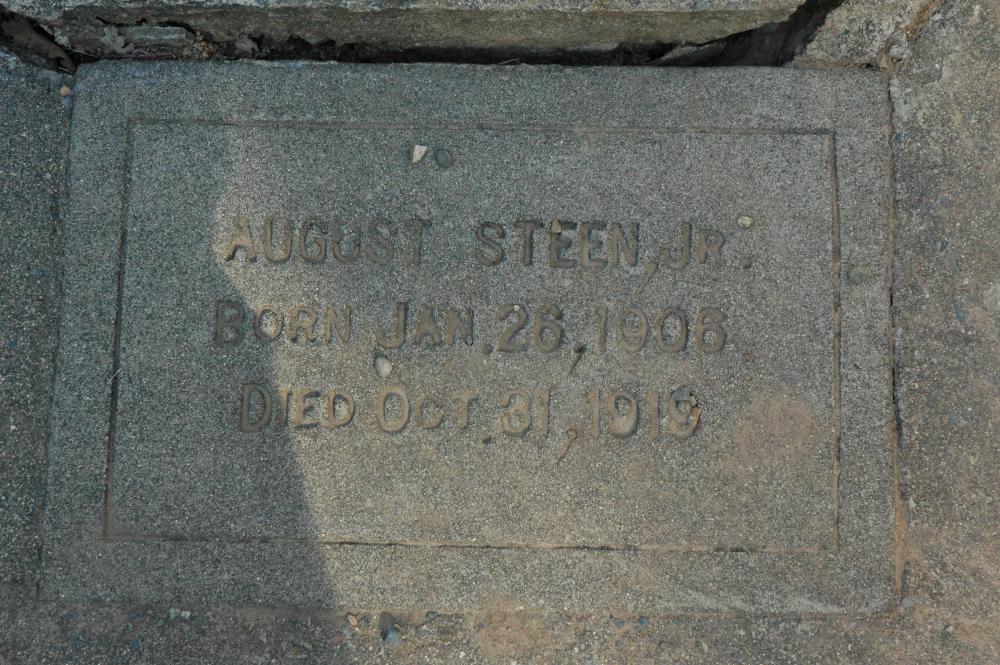 AUGUST STEEN, JR.
BORN JAN. 26, 1906
DIED OCT. 31, 1919